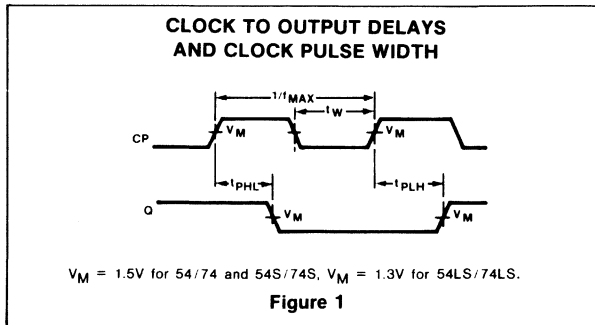 CLOCK TO OUTPUT DELAYS
AND CLOCK PULSE WIDTH
1/fMAX
tW
CP
VM
VM
tPHL
tPLH
Q
VM
VM
VM = 1.5V for 54/74 and 54S/74S, VM = 1.3V for 54LS/74LS.
Figure 1